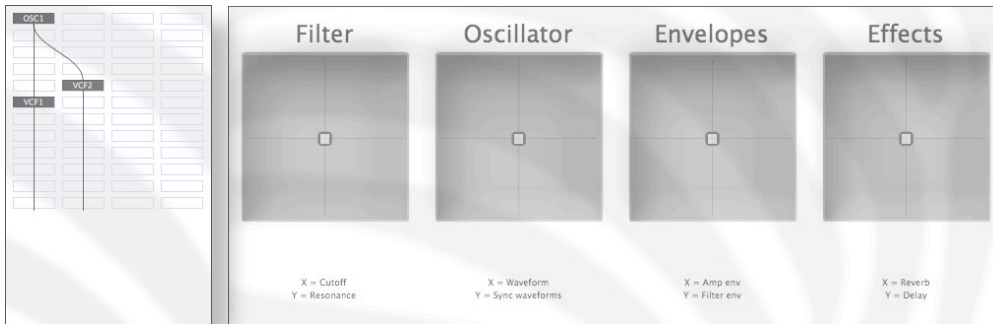 OSC1
VCF2
VCF1
Filter
Oscillator
Envelopes
Effects
X = Cutoff
Y = Resonance
X = Waveform
Y = Sync waveforms
X = Amp env
Y = Filter env
X = Reverb
Y = Delay